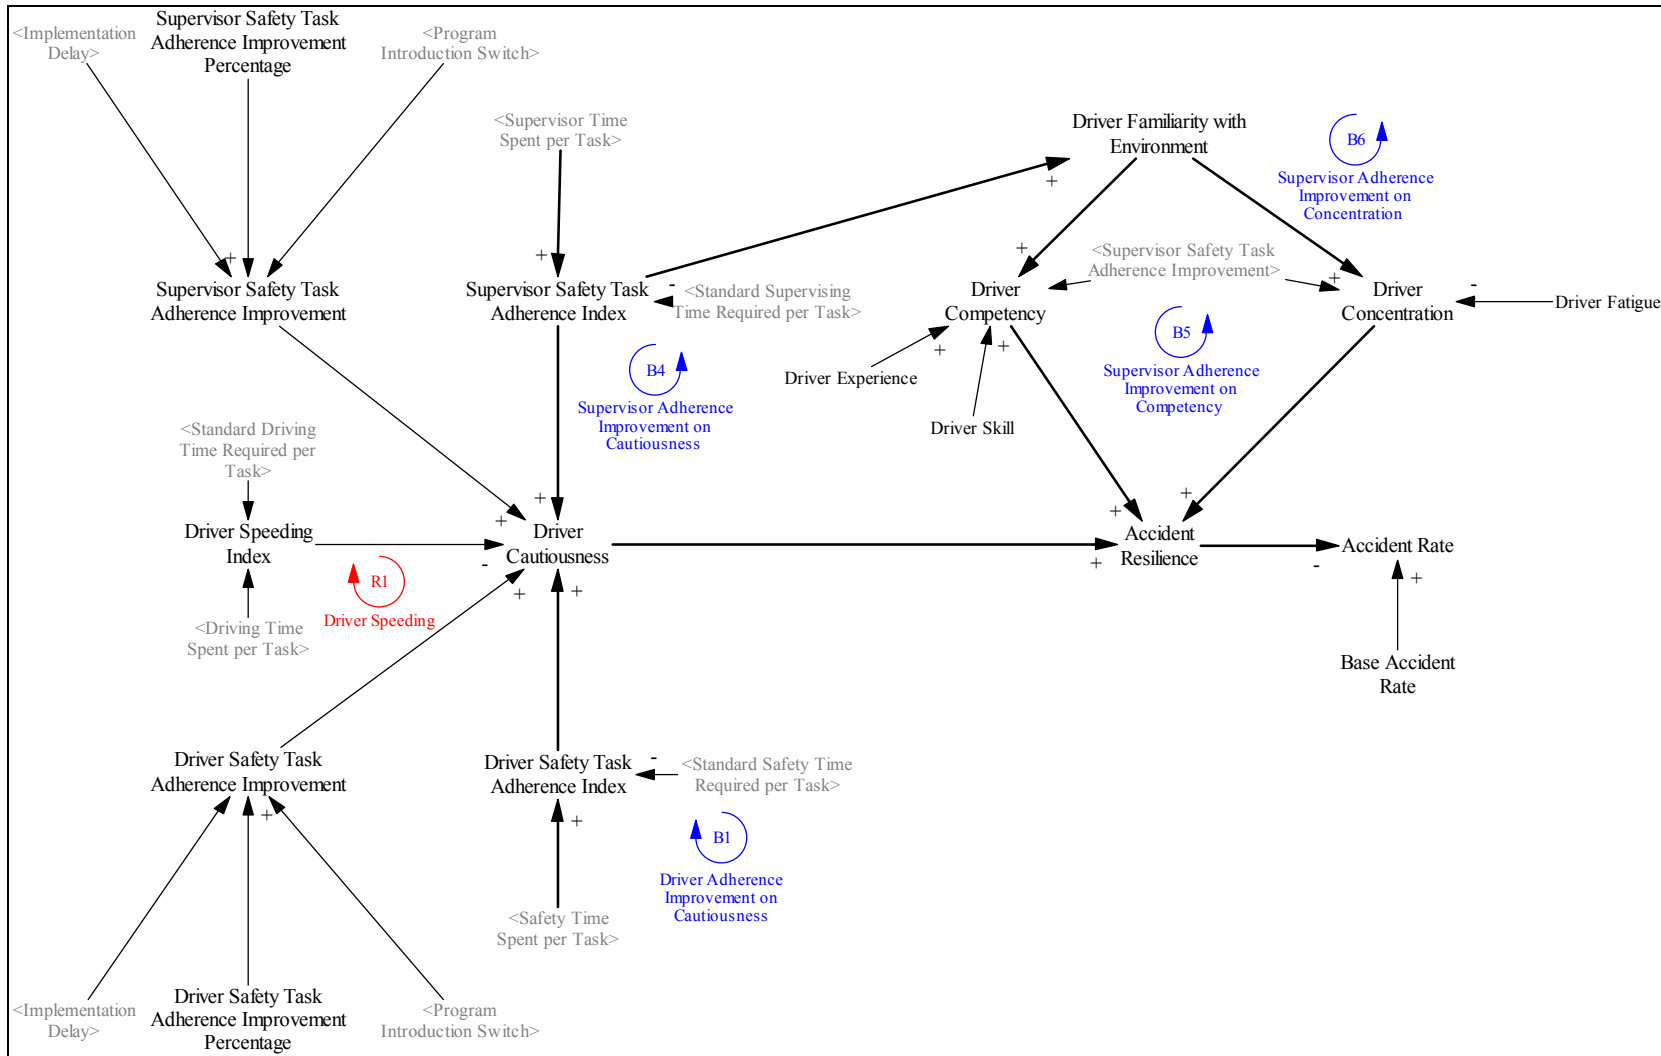 <Implementation
Delay>
Supervisor Safety Task
Adherence Improvement
Percentage
<Program
Introduction Switch>
<Supervisor Time
Spent per Task>
Driver Familiarity with
Environment
B6
Supervisor Adherence
Improvement on
Concentration
+
+
+
+
<Supervisor Safety Task
Adherence Improvement>
+
Supervisor Safety Task
Adherence Improvement
Supervisor Safety Task
Adherence Index
-
<Standard Supervising
Time Required per Task>
Driver
Competency
Driver
Concentration
-
Driver Fatigue
B4
Supervisor Adherence
Improvement on
Cautiousness
+
+
Driver Experience
Driver Skill
B5
Supervisor Adherence
Improvement on
Competency
<Standard Driving
Time Required per
Task>
+
+
+
+
Driver Speeding
Index
-
Driver
Cautiousness
+
Accident
Resilience
-
Accident Rate
+
R1
Driver Speeding
+
+
<Driving Time
Spent per Task>
Base Accident
Rate
Driver Safety Task
Adherence Improvement
+
Driver Safety Task
Adherence Index
-
<Standard Safety Time
Required per Task>
+
B1
Driver Adherence
Improvement on
Cautiousness
<Safety Time
Spent per Task>
<Implementation
Delay>
Driver Safety Task
Adherence Improvement
Percentage
<Program
Introduction Switch>